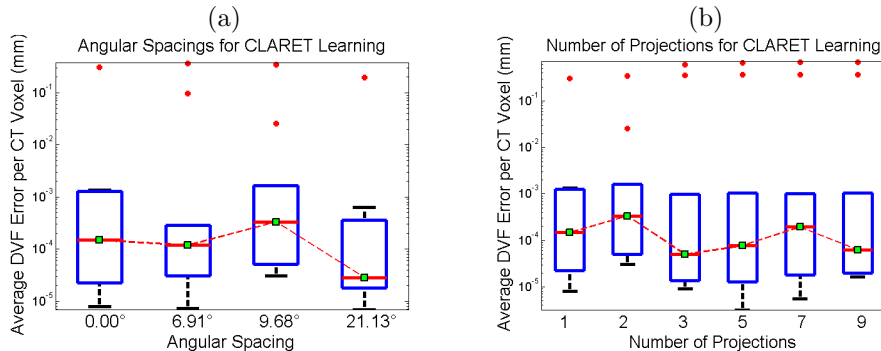 (a)
Angular Spacings for CLARET Learning
Average DVF Error per CT Voxel (mm)
10^-1
10^-2
10^-3
10^-4
10^-5
0.00° 6.91° 9.68° 21.13°
Angular Spacing
(b)
Number of Projections for CLARET Learning
Average DVF Error per CT Voxel (mm)
10^-1
10^-2
10^-3
10^-4
10^-5
1 2 3 5 7 9
Number of Projections